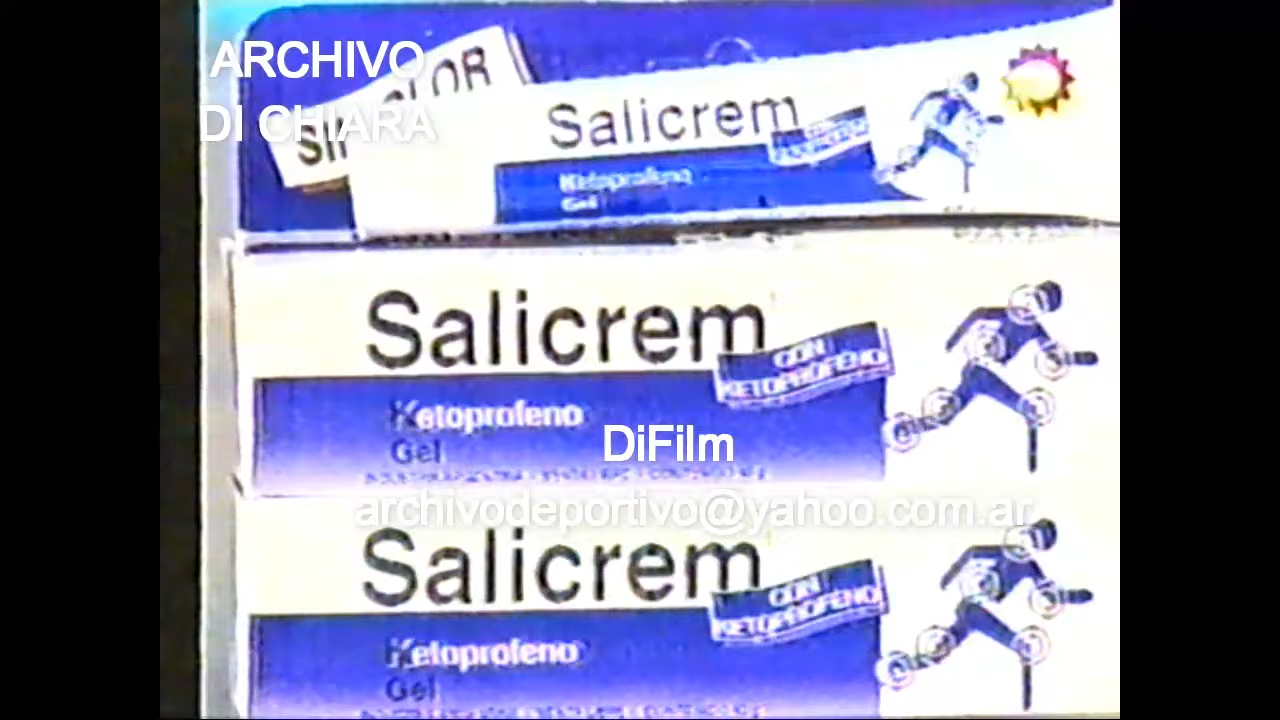 ARCHIVO
DI CHIARA
Salicrem
Ketoprofeno
Gel
Salicrem
CON
KETOPROFENO
Ketoprofeno
Gel
DiFilm
archivodeportivo@yahoo.com.ar
Salicrem
CON
KETOPROFENO
Ketoprofeno
Gel